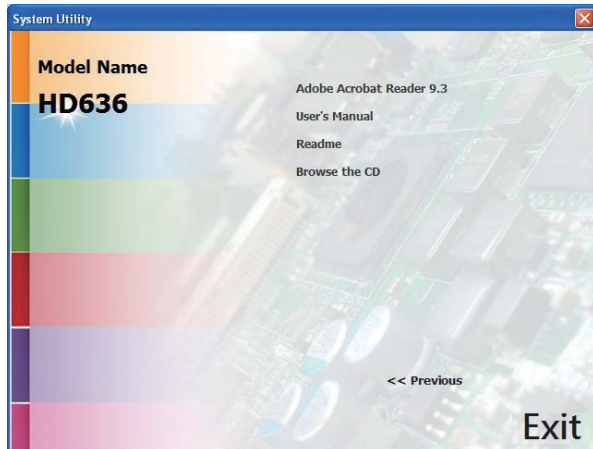 System Utility
Model Name
HD636
Adobe Acrobat Reader 9.3
User's Manual
Readme
Browse the CD
<< Previous
Exit